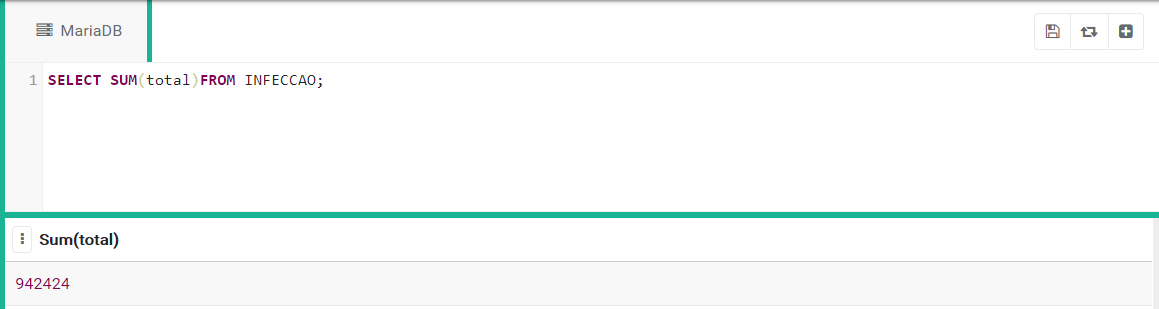 MariaDB
1 SELECT SUM(total)FROM INFECCAO;
Sum(total)
942424